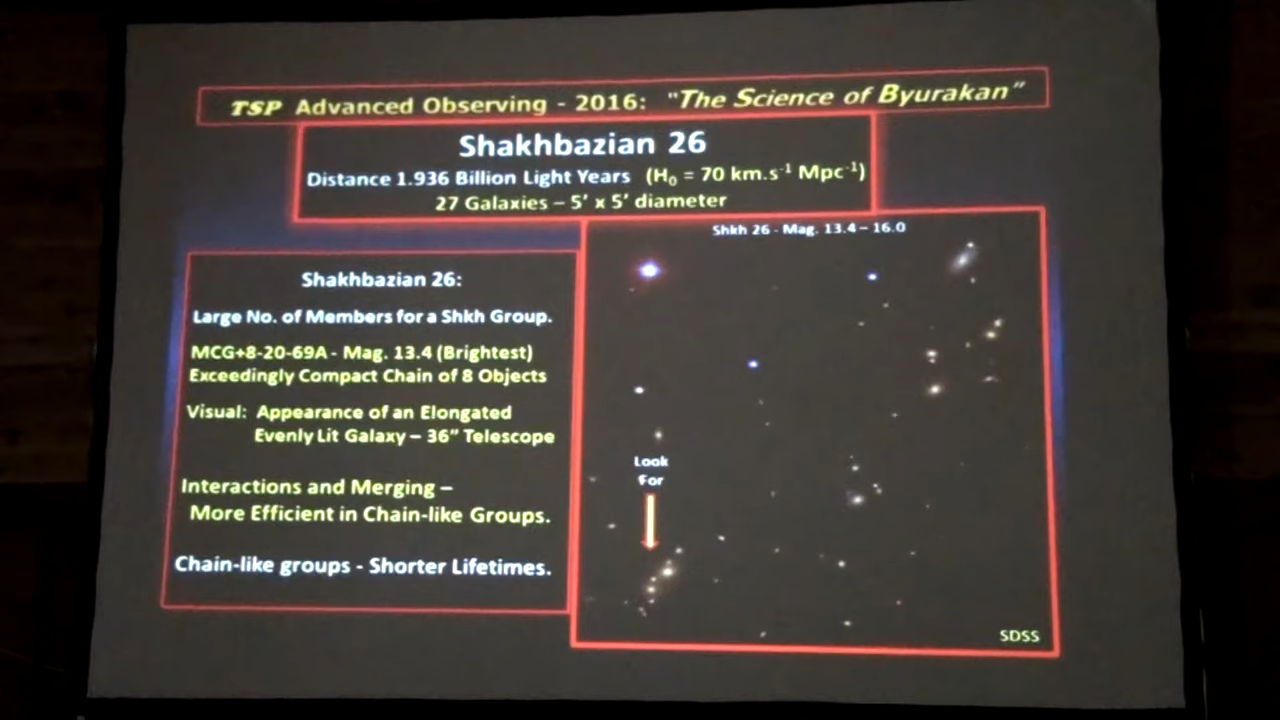 TSP Advanced Observing - 2016: "The Science of Byurakan"
Shakhbazian 26
Distance 1.936 Billion Light Years (H₀ = 70 km.s⁻¹ Mpc⁻¹)
27 Galaxies – 5' x 5' diameter
Shakhbazian 26:
Large No. of Members for a Shkh Group.
MCG+8-20-69A - Mag. 13.4 (Brightest)
Exceedingly Compact Chain of 8 Objects
Visual: Appearance of an Elongated
Evenly Lit Galaxy – 36" Telescope
Interactions and Merging –
More Efficient in Chain-like Groups.
Chain-like groups - Shorter Lifetimes.
Shkh 26 - Mag. 13.4 – 16.0
Look
For
SDSS